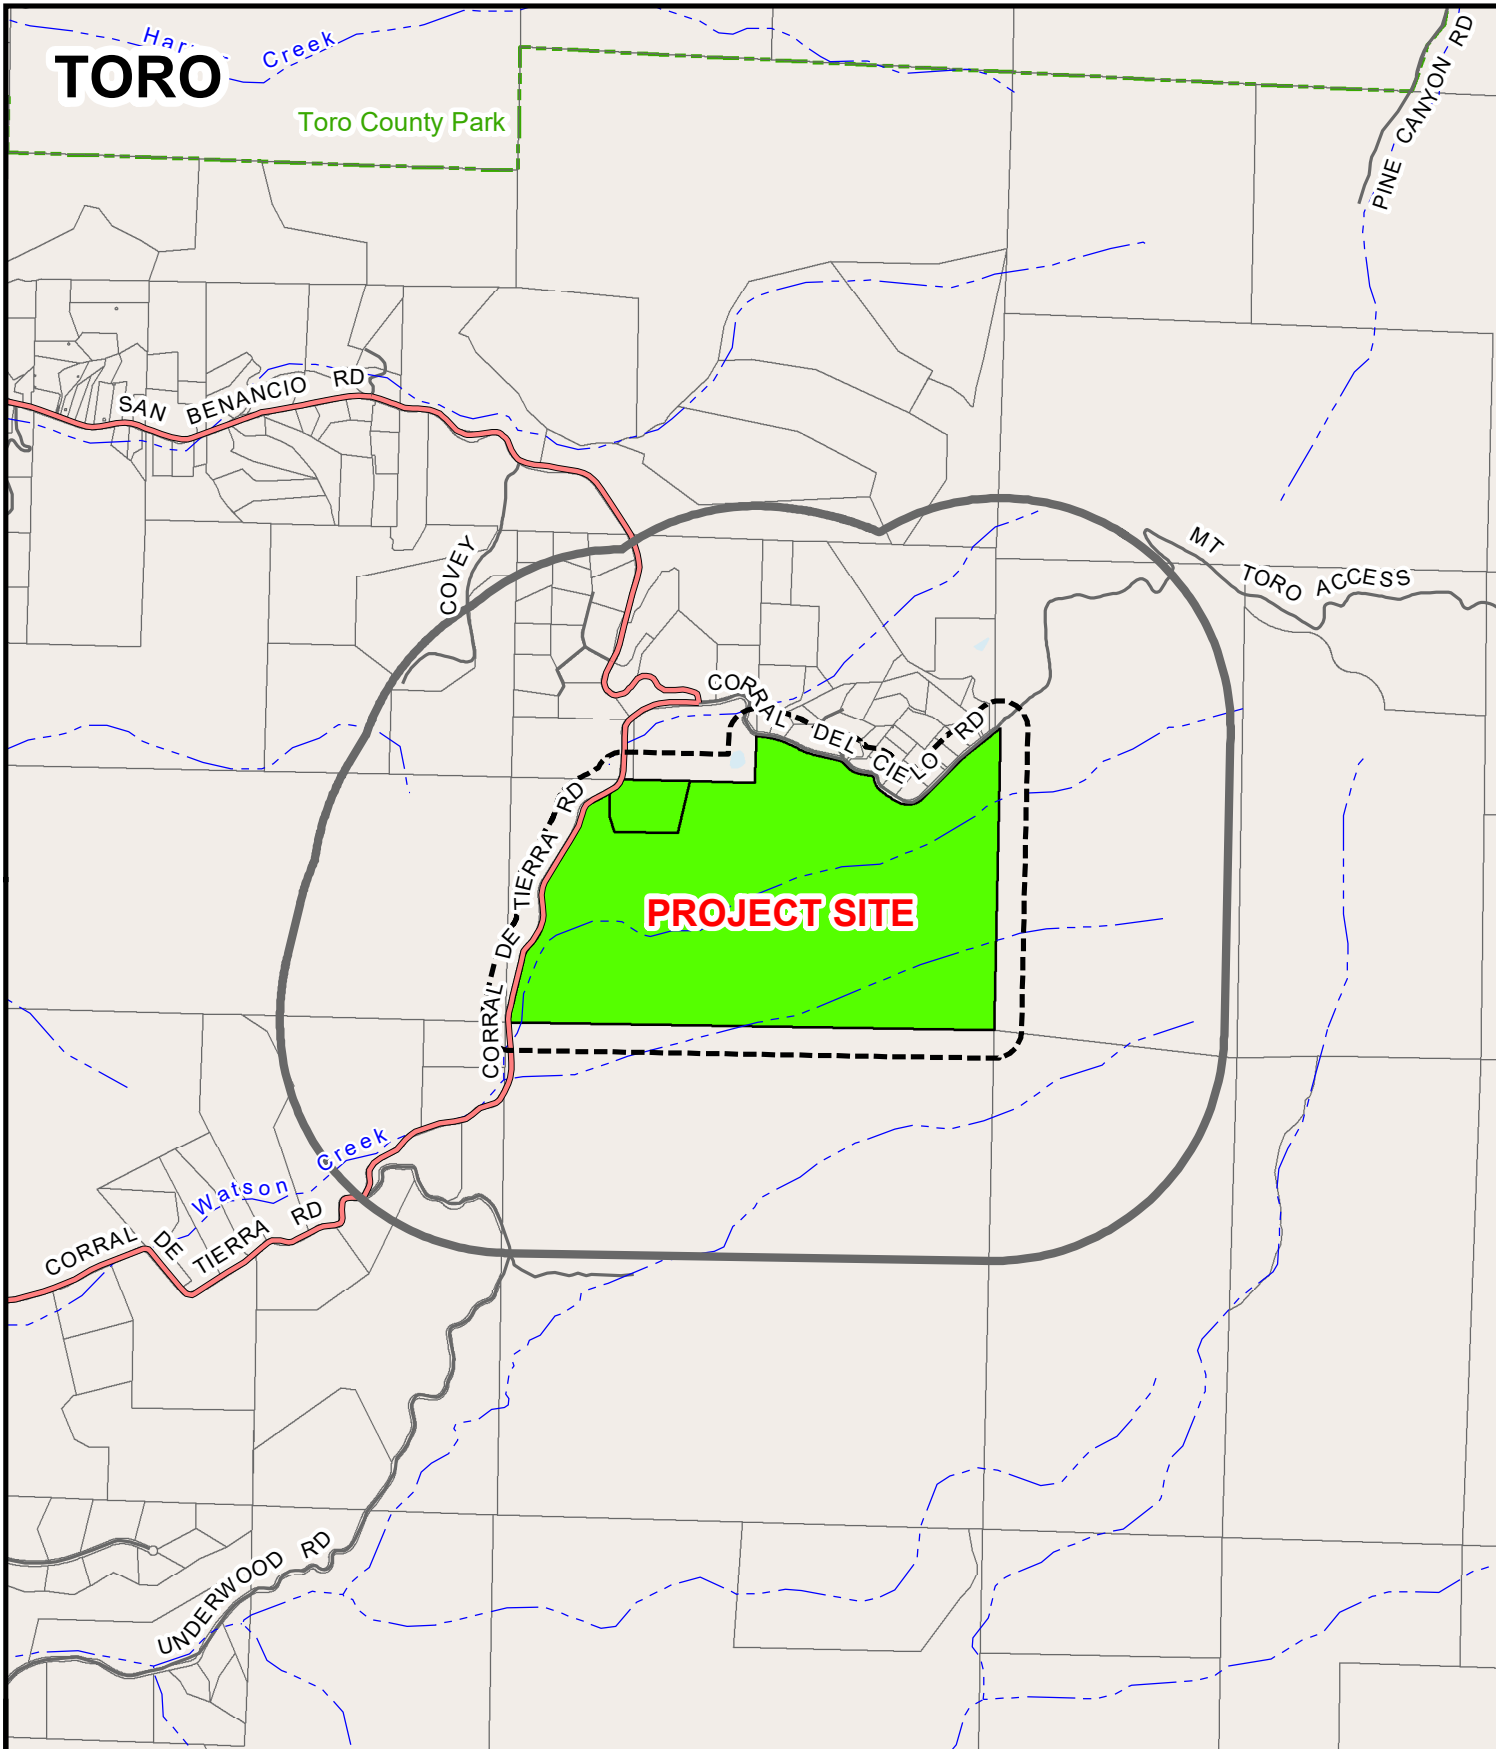 Har Creek
TORO
Toro County Park
PINE CANYON RD
SAN BENANCIO RD
COVEY
MT TORO ACCESS
CORRAL DEL CIELO RD
CORRAL DE TIERRA RD
PROJECT SITE
Watson Creek
CORRAL DE TIERRA RD
UNDERWOOD RD